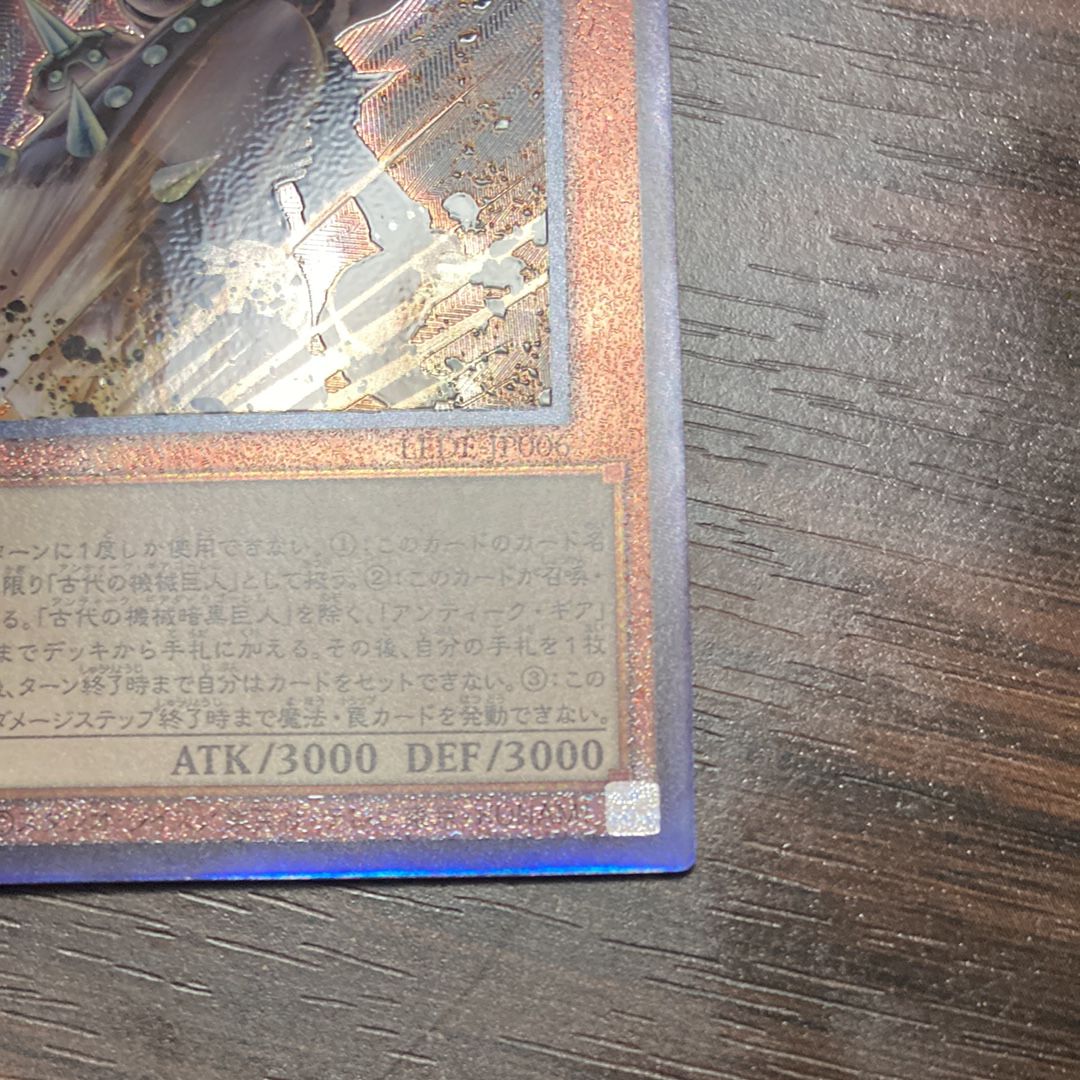 LEDE-JP006
ターンに1度しか使用できない。①：このカードのカード名
限り「古代の機械巨人」として扱う。②：このカードが召喚・
る。「古代の機械暗黒巨人」を除く、「アンティーク・ギア」
までデッキから手札に加える。その後、自分の手札を1枚
、ターン終了時まで自分はカードをセットできない。③：この
ダメージステップ終了時まで魔法・罠カードを発動できない。
ATK/3000 DEF/3000